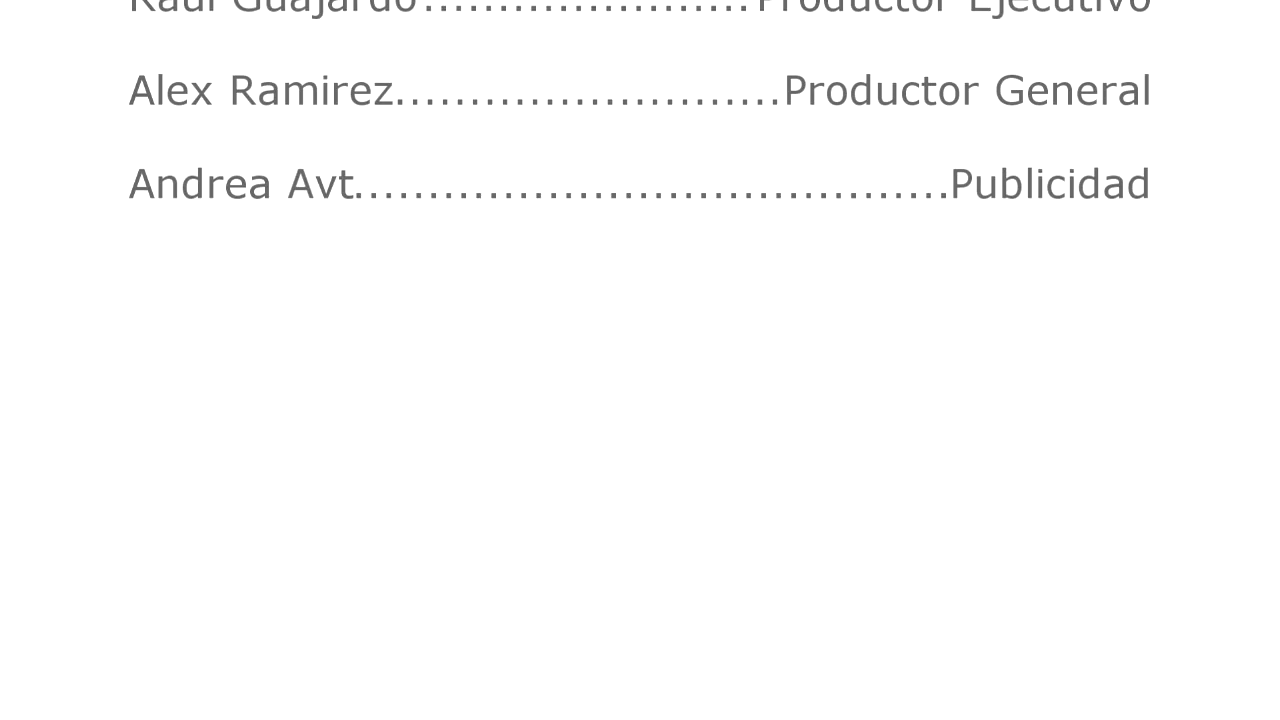 Raul Guajardo......................Productor Ejecutivo
Alex Ramirez..........................Productor General
Andrea Avt........................................Publicidad